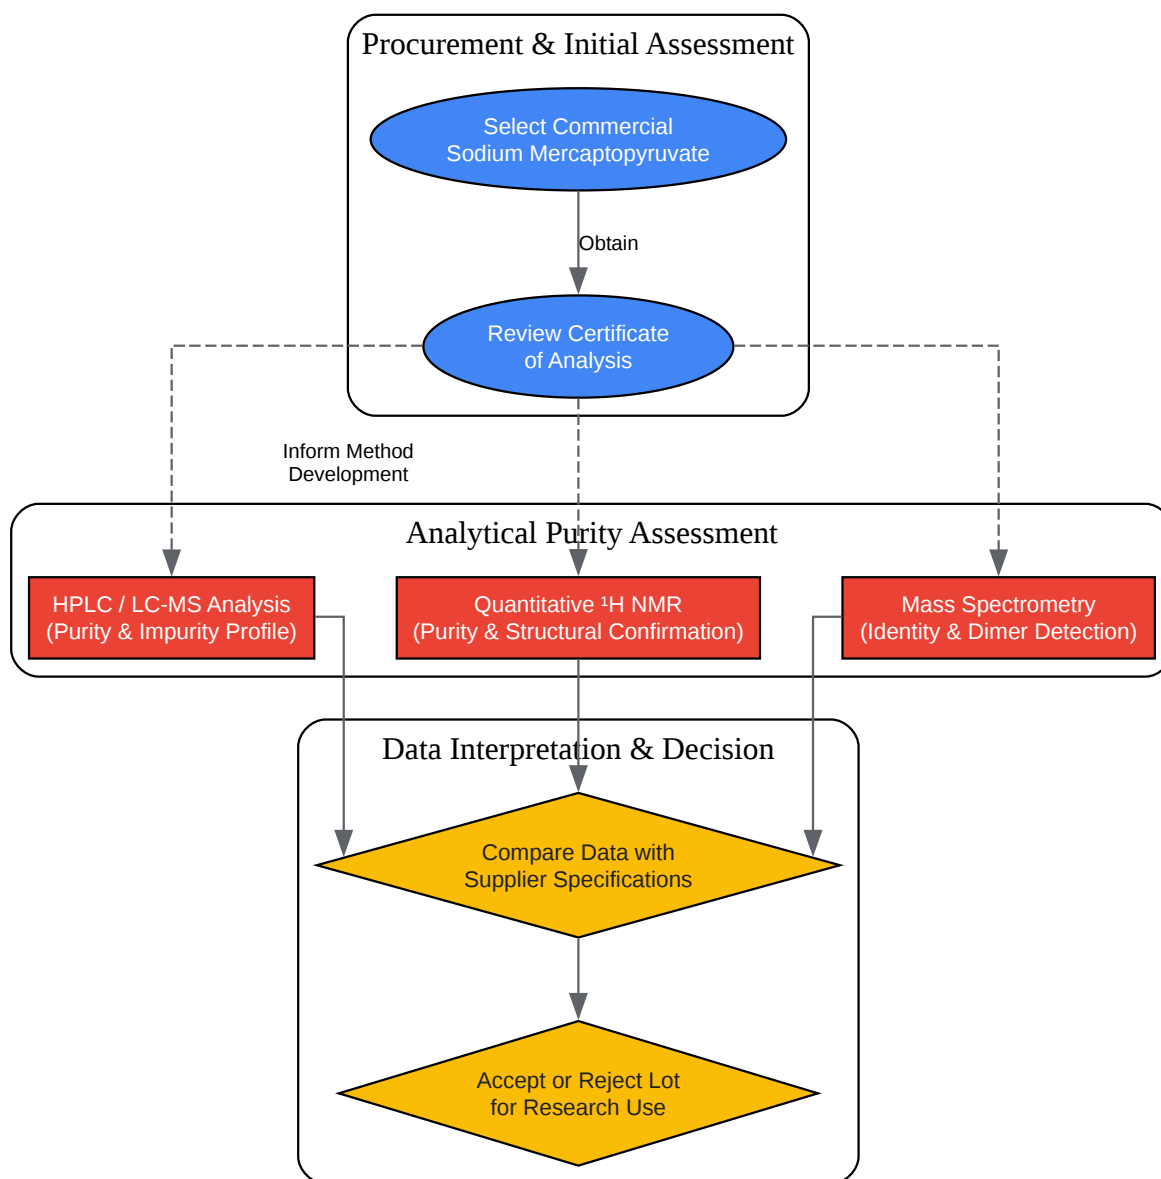 Procurement & Initial Assessment
Select Commercial
Sodium Mercaptopyruvate
Obtain
Review Certificate
of Analysis
Inform Method
Development
Analytical Purity Assessment
HPLC / LC-MS Analysis
(Purity & Impurity Profile)
Quantitative ¹H NMR
(Purity & Structural Confirmation)
Mass Spectrometry
(Identity & Dimer Detection)
Data Interpretation & Decision
Compare Data with
Supplier Specifications
Accept or Reject Lot
for Research Use